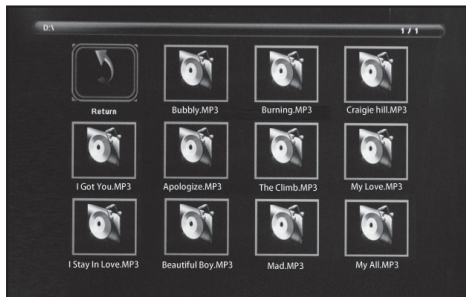 D:\ 1 / 1
Return Bubbly.MP3 Burning.MP3 Craigie hill.MP3
I Got You.MP3 Apologize.MP3 The Climb.MP3 My Love.MP3
I Stay In Love.MP3 Beautiful Boy.MP3 Mad.MP3 My All.MP3